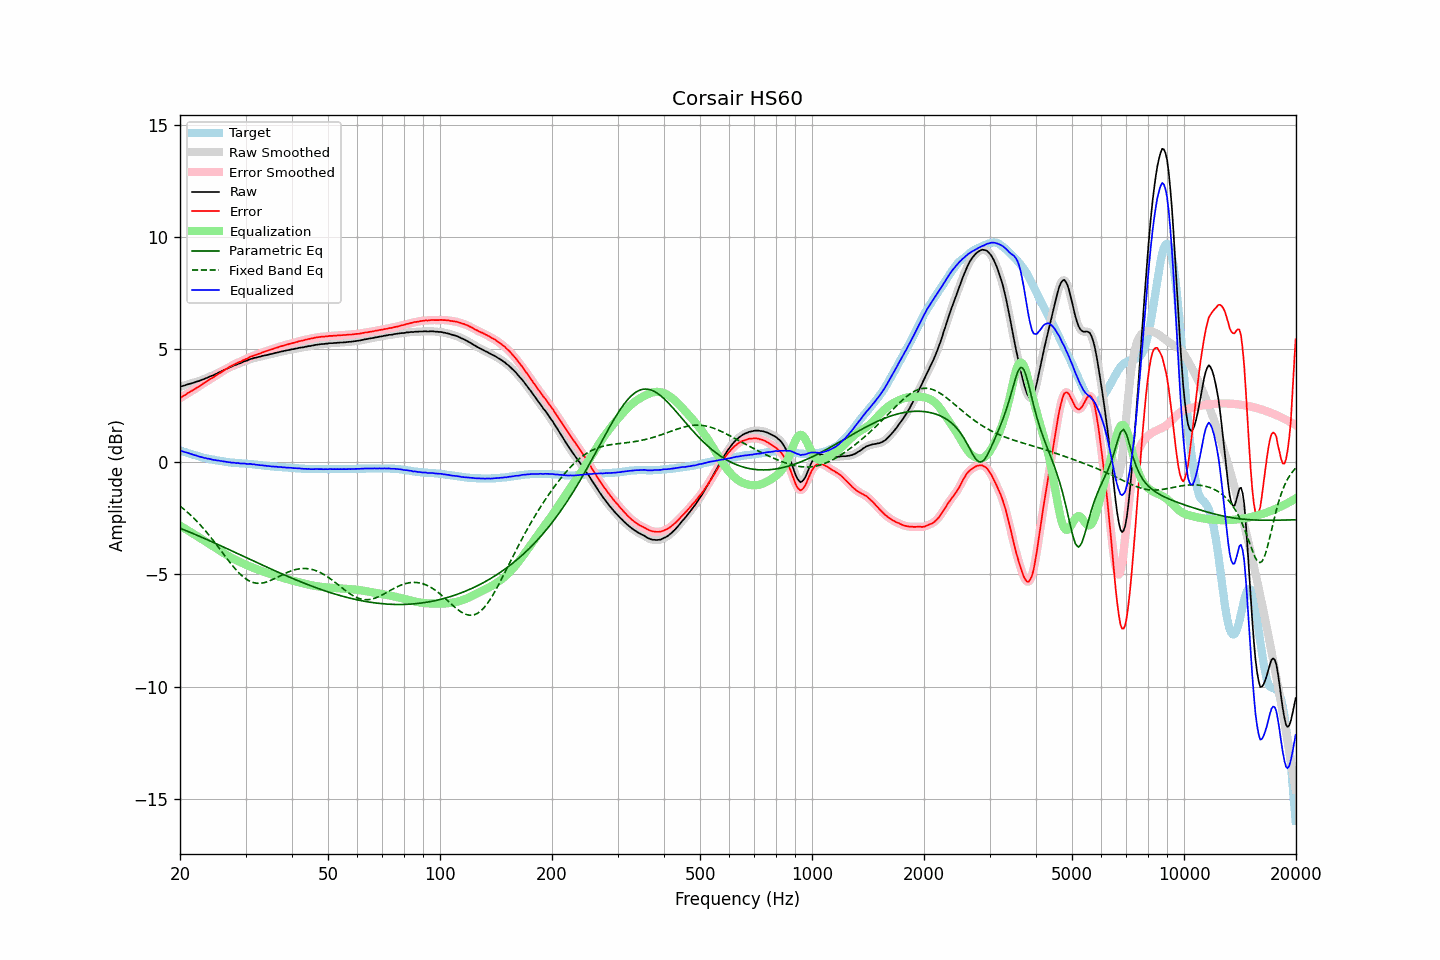 Corsair HS60
Target
Raw Smoothed
Error Smoothed
Raw
Error
Equalization
Parametric Eq
Fixed Band Eq
Equalized
Amplitude (dBr)
15
10
5
0
−5
−10
−15
20 50 100 200 500 1000 2000 5000 10000 20000
Frequency (Hz)